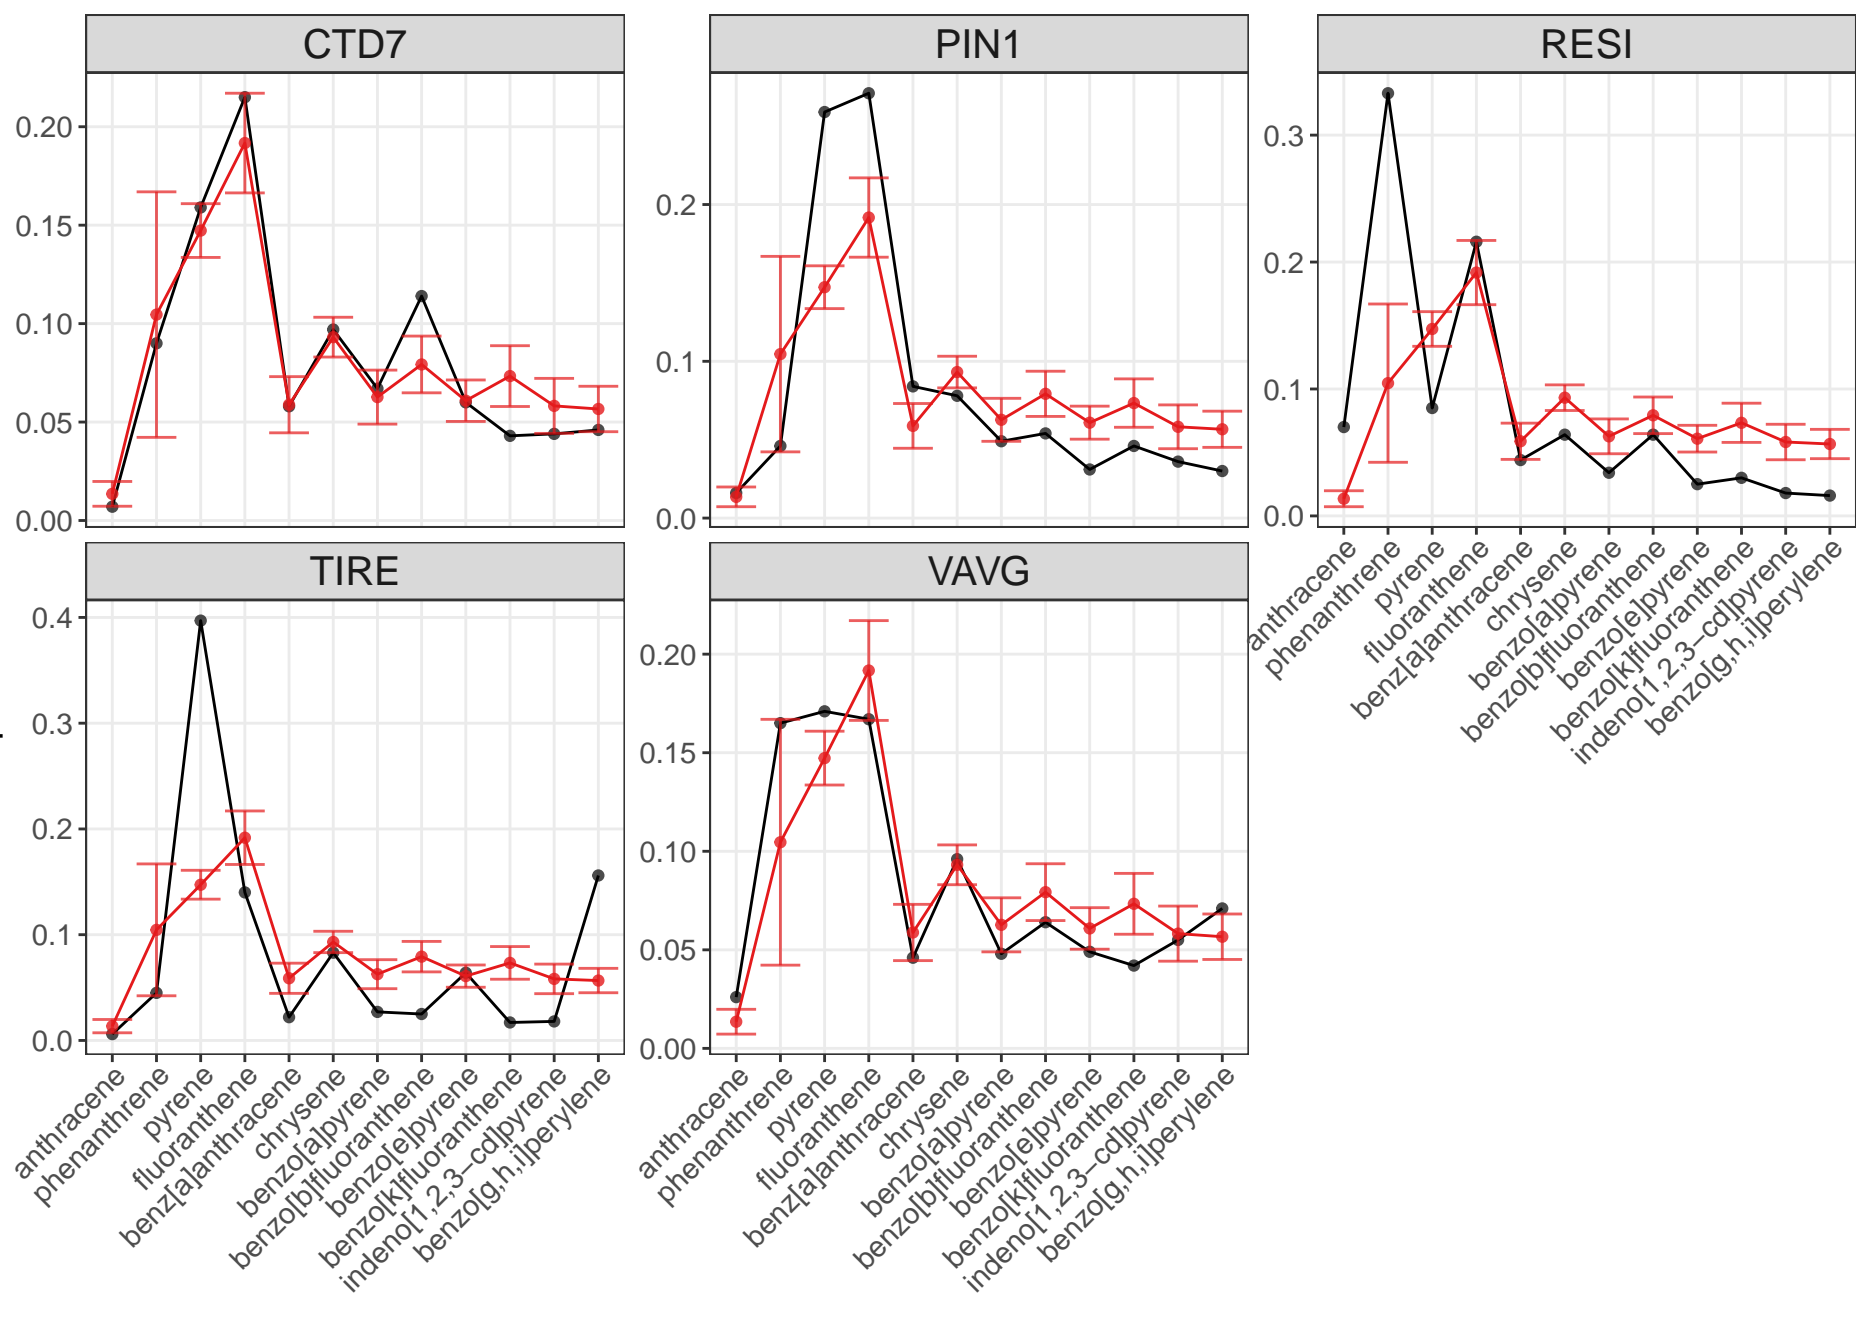 CTD7
0.20
0.15
0.10
0.05
0.00
PIN1
0.2
0.1
0.0
RESI
0.3
0.2
0.1
0.0
anthracene
phenanthrene
pyrene
fluoranthene
benz[a]anthracene
chrysene
benzo[a]pyrene
benzo[b]fluoranthene
benzo[e]pyrene
benzo[k]fluoranthene
indeno[1,2,3−cd]pyrene
benzo[g,h,i]perylene
TIRE
0.4
0.3
0.2
0.1
0.0
anthracene
phenanthrene
pyrene
fluoranthene
benz[a]anthracene
chrysene
benzo[a]pyrene
benzo[b]fluoranthene
benzo[e]pyrene
benzo[k]fluoranthene
indeno[1,2,3−cd]pyrene
benzo[g,h,i]perylene
VAVG
0.20
0.15
0.10
0.05
0.00
anthracene
phenanthrene
pyrene
fluoranthene
benz[a]anthracene
chrysene
benzo[a]pyrene
benzo[b]fluoranthene
benzo[e]pyrene
benzo[k]fluoranthene
indeno[1,2,3−cd]pyrene
benzo[g,h,i]perylene